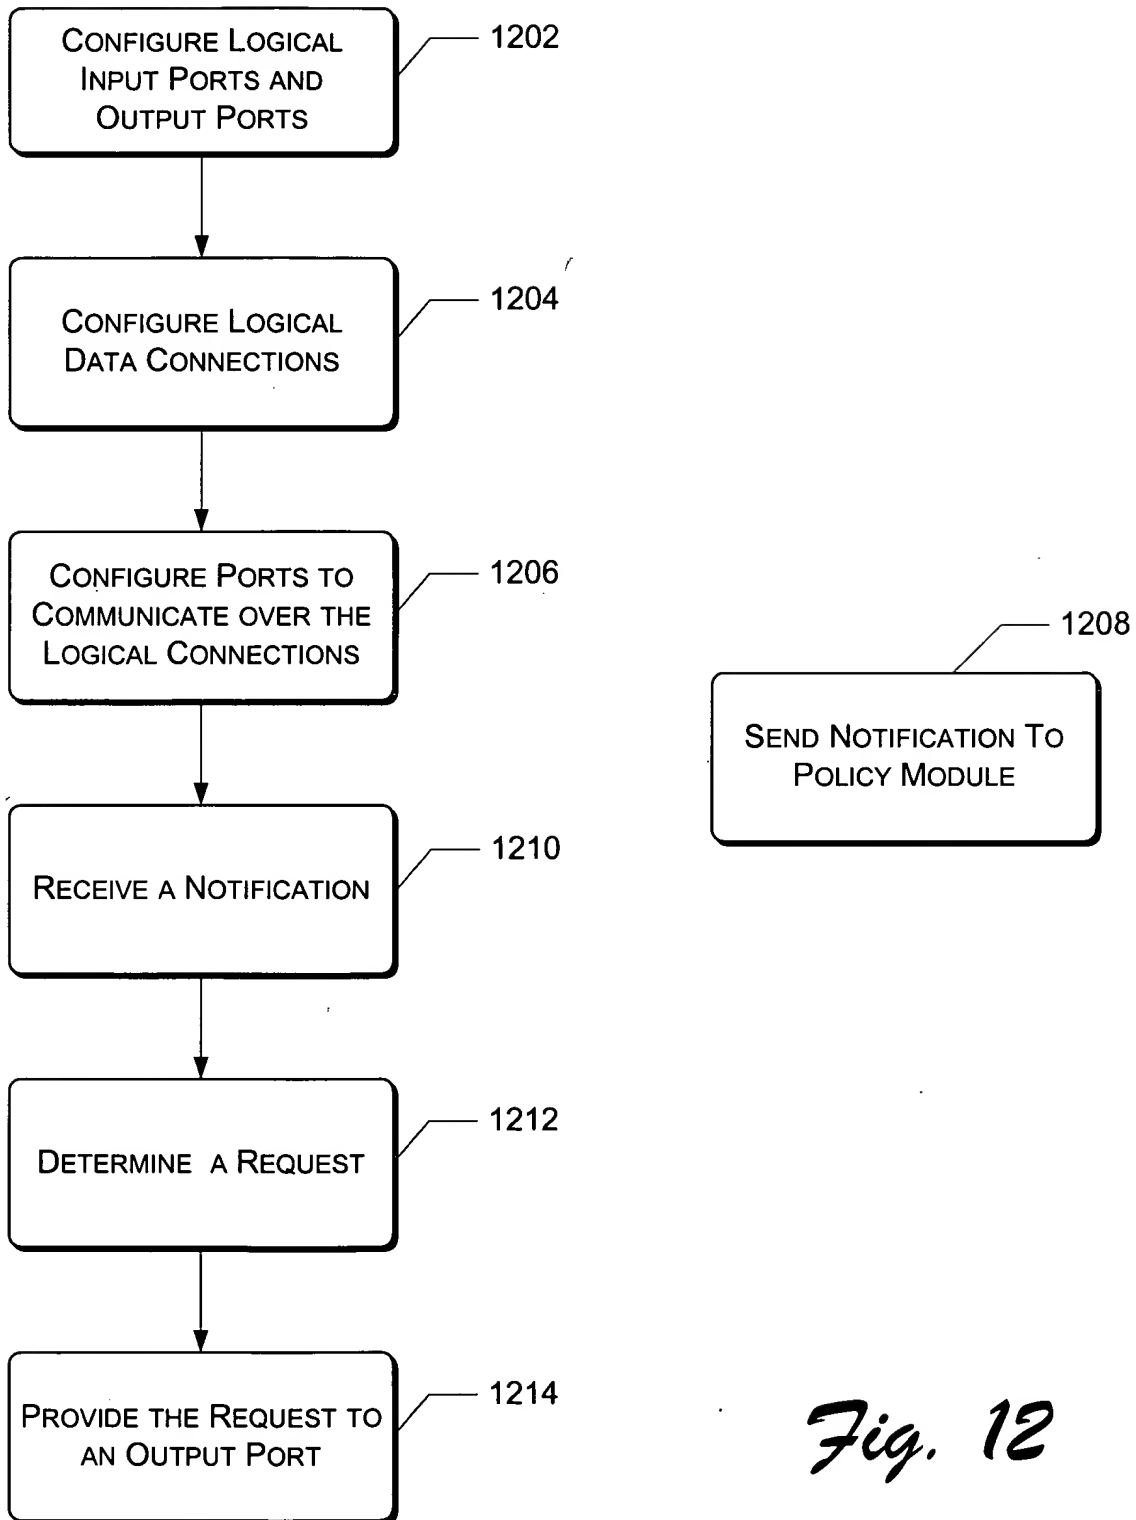 CONFIGURE LOGICAL
INPUT PORTS AND
OUTPUT PORTS
1202
CONFIGURE LOGICAL
DATA CONNECTIONS
1204
CONFIGURE PORTS TO
COMMUNICATE OVER THE
LOGICAL CONNECTIONS
1206
SEND NOTIFICATION TO
POLICY MODULE
1208
RECEIVE A NOTIFICATION
1210
DETERMINE A REQUEST
1212
PROVIDE THE REQUEST TO
AN OUTPUT PORT
1214
Fig. 12